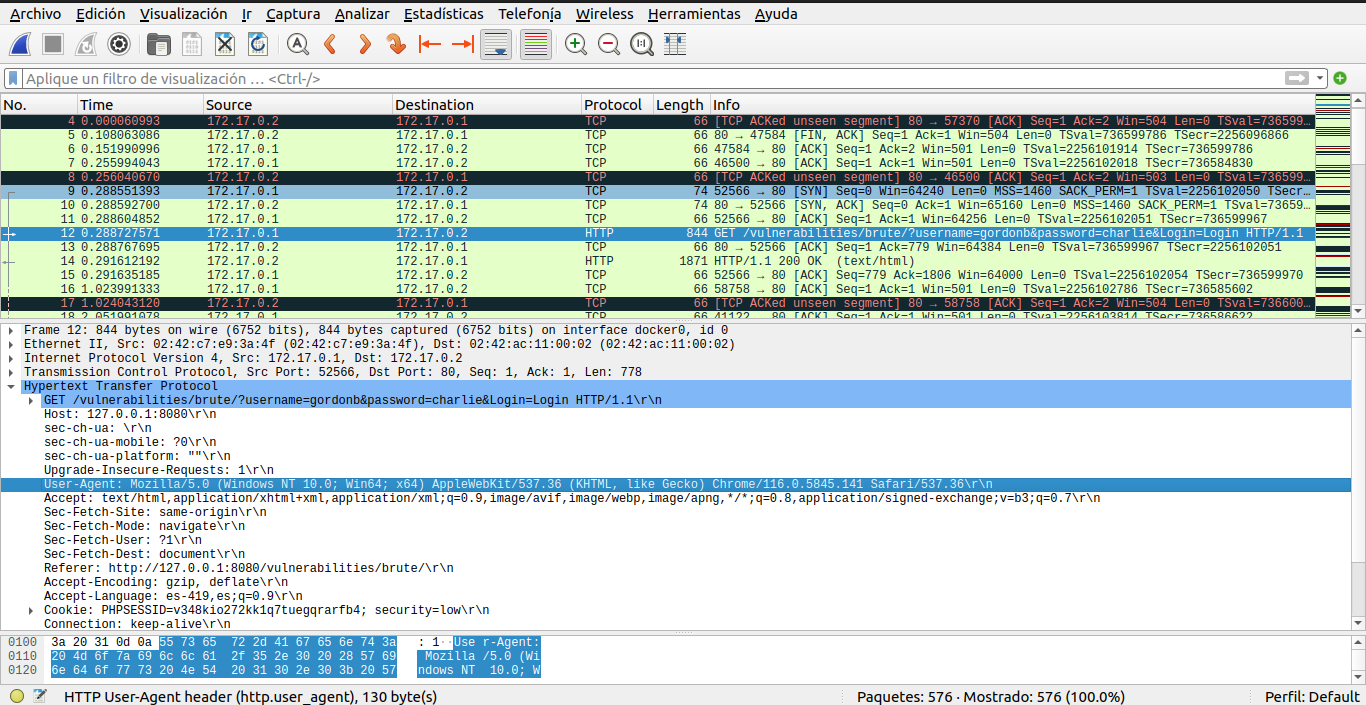 Archivo Edición Visualización Ir Captura Analizar Estadísticas Telefonía Wireless Herramientas Ayuda
Aplique un filtro de visualización … <Ctrl-/>
No. Time Source Destination Protocol Length Info
4 0.000060993 172.17.0.2 172.17.0.1 TCP 66 [TCP ACKed unseen segment] 80 → 57370 [ACK] Seq=1 Ack=2 Win=504 Len=0 TSval=736599…
5 0.108063086 172.17.0.2 172.17.0.1 TCP 66 80 → 47584 [FIN, ACK] Seq=1 Ack=1 Win=504 Len=0 TSval=736599786 TSecr=2256096866
6 0.151990996 172.17.0.1 172.17.0.2 TCP 66 47584 → 80 [ACK] Seq=1 Ack=2 Win=501 Len=0 TSval=2256101914 TSecr=736599786
7 0.255994043 172.17.0.1 172.17.0.2 TCP 66 46500 → 80 [ACK] Seq=1 Ack=1 Win=501 Len=0 TSval=2256102018 TSecr=736584830
8 0.256040670 172.17.0.2 172.17.0.1 TCP 66 [TCP ACKed unseen segment] 80 → 46500 [ACK] Seq=1 Ack=2 Win=503 Len=0 TSval=736599…
9 0.288551393 172.17.0.1 172.17.0.2 TCP 74 52566 → 80 [SYN] Seq=0 Win=64240 Len=0 MSS=1460 SACK_PERM=1 TSval=2256102050 TSecr…
10 0.288592700 172.17.0.2 172.17.0.1 TCP 74 80 → 52566 [SYN, ACK] Seq=0 Ack=1 Win=65160 Len=0 MSS=1460 SACK_PERM=1 TSval=73659…
11 0.288604852 172.17.0.1 172.17.0.2 TCP 66 52566 → 80 [ACK] Seq=1 Ack=1 Win=64256 Len=0 TSval=2256102051 TSecr=736599967
12 0.288727571 172.17.0.1 172.17.0.2 HTTP 844 GET /vulnerabilities/brute/?username=gordonb&password=charlie&Login=Login HTTP/1.1
13 0.288767695 172.17.0.2 172.17.0.1 TCP 66 80 → 52566 [ACK] Seq=1 Ack=779 Win=64384 Len=0 TSval=736599967 TSecr=2256102051
14 0.291612192 172.17.0.2 172.17.0.1 HTTP 1871 HTTP/1.1 200 OK (text/html)
15 0.291635185 172.17.0.1 172.17.0.2 TCP 66 52566 → 80 [ACK] Seq=779 Ack=1806 Win=64000 Len=0 TSval=2256102054 TSecr=736599970
16 1.023991333 172.17.0.1 172.17.0.2 TCP 66 58758 → 80 [ACK] Seq=1 Ack=1 Win=501 Len=0 TSval=2256102786 TSecr=736585602
17 1.024043120 172.17.0.2 172.17.0.1 TCP 66 [TCP ACKed unseen segment] 80 → 58758 [ACK] Seq=1 Ack=2 Win=504 Len=0 TSval=736600…
18 2.051991078 172.17.0.1 172.17.0.2 TCP 66 41122 → 80 [ACK] Seq=1 Ack=1 Win=501 Len=0 TSval=2256103814 TSecr=736586622
Frame 12: 844 bytes on wire (6752 bits), 844 bytes captured (6752 bits) on interface docker0, id 0
Ethernet II, Src: 02:42:c7:e9:3a:4f (02:42:c7:e9:3a:4f), Dst: 02:42:ac:11:00:02 (02:42:ac:11:00:02)
Internet Protocol Version 4, Src: 172.17.0.1, Dst: 172.17.0.2
Transmission Control Protocol, Src Port: 52566, Dst Port: 80, Seq: 1, Ack: 1, Len: 778
Hypertext Transfer Protocol
GET /vulnerabilities/brute/?username=gordonb&password=charlie&Login=Login HTTP/1.1\r\n
Host: 127.0.0.1:8080\r\n
sec-ch-ua: \r\n
sec-ch-ua-mobile: ?0\r\n
sec-ch-ua-platform: ""\r\n
Upgrade-Insecure-Requests: 1\r\n
User-Agent: Mozilla/5.0 (Windows NT 10.0; Win64; x64) AppleWebKit/537.36 (KHTML, like Gecko) Chrome/116.0.5845.141 Safari/537.36\r\n
Accept: text/html,application/xhtml+xml,application/xml;q=0.9,image/avif,image/webp,image/apng,*/*;q=0.8,application/signed-exchange;v=b3;q=0.7\r\n
Sec-Fetch-Site: same-origin\r\n
Sec-Fetch-Mode: navigate\r\n
Sec-Fetch-User: ?1\r\n
Sec-Fetch-Dest: document\r\n
Referer: http://127.0.0.1:8080/vulnerabilities/brute/\r\n
Accept-Encoding: gzip, deflate\r\n
Accept-Language: es-419,es;q=0.9\r\n
Cookie: PHPSESSID=v348kio272kk1q7tuegqrarfb4; security=low\r\n
Connection: keep-alive\r\n
0100 3a 20 31 0d 0a 55 73 65 72 2d 41 67 65 6e 74 3a : 1··Use r-Agent:
0110 20 4d 6f 7a 69 6c 6c 61 2f 35 2e 30 20 28 57 69 Mozilla /5.0 (Wi
0120 6e 64 6f 77 73 20 4e 54 20 31 30 2e 30 3b 20 57 ndows NT 10.0; W
HTTP User-Agent header (http.user_agent), 130 byte(s) Paquetes: 576 · Mostrado: 576 (100.0%) Perfil: Default